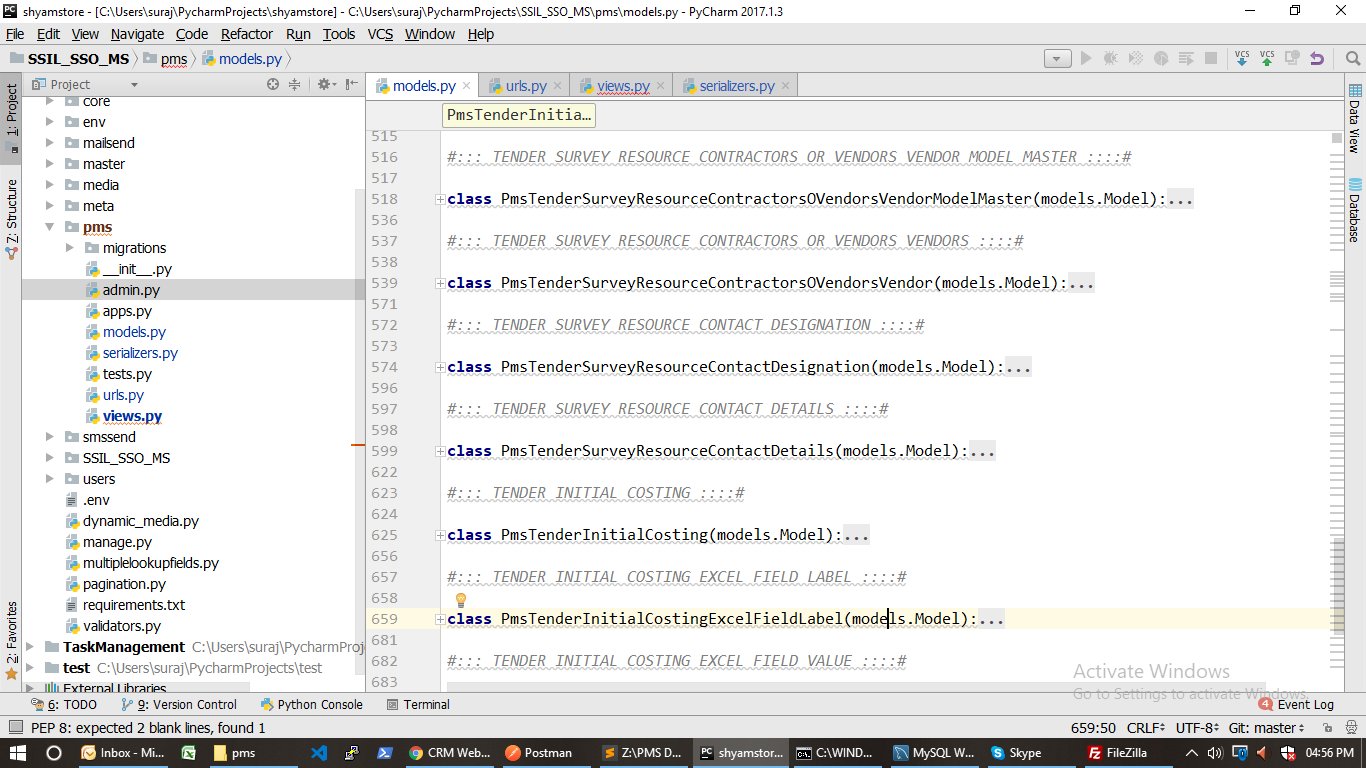 shyamstore - [C:\Users\suraj\PycharmProjects\shyamstore] - C:\Users\suraj\PycharmProjects\SSIL_SSO_MS\pms\models.py - PyCharm 2017.1.3
File Edit View Navigate Code Refactor Run Tools VCS Window Help
SSIL_SSO_MS pms models.py
VCS VCS
Project
models.py urls.py views.py serializers.py
1: Project
Z: Structure
2: Favorites
core
env
mailsend
master
media
meta
pms
migrations
__init__.py
admin.py
apps.py
models.py
serializers.py
tests.py
urls.py
views.py
smssend
SSIL_SSO_MS
users
.env
dynamic_media.py
manage.py
multiplelookupfields.py
pagination.py
requirements.txt
validators.py
TaskManagement C:\Users\suraj\PycharmProj
test C:\Users\suraj\PycharmProjects\test
External Libraries
PmsTenderInitia…
515
516 #::: TENDER SURVEY RESOURCE CONTRACTORS OR VENDORS VENDOR MODEL MASTER ::::#
517
518 class PmsTenderSurveyResourceContractorsOVendorsVendorModelMaster(models.Model):...
536
537 #::: TENDER SURVEY RESOURCE CONTRACTORS OR VENDORS VENDORS ::::#
538
539 class PmsTenderSurveyResourceContractorsOVendorsVendor(models.Model):...
571
572 #::: TENDER SURVEY RESOURCE CONTACT DESIGNATION ::::#
573
574 class PmsTenderSurveyResourceContactDesignation(models.Model):...
596
597 #::: TENDER SURVEY RESOURCE CONTACT DETAILS ::::#
598
599 class PmsTenderSurveyResourceContactDetails(models.Model):...
622
623 #::: TENDER INITIAL COSTING ::::#
624
625 class PmsTenderInitialCosting(models.Model):...
656
657 #::: TENDER INITIAL COSTING EXCEL FIELD LABEL ::::#
658
659 class PmsTenderInitialCostingExcelFieldLabel(models.Model):...
681
682 #::: TENDER INITIAL COSTING EXCEL FIELD VALUE ::::#
683
Data View
Database
Activate Windows
Go to Settings to activate Windows.
6: TODO 9: Version Control Python Console Terminal 4 Event Log
PEP 8: expected 2 blank lines, found 1 659:50 CRLF UTF-8 Git: master
Inbox - Mi... pms CRM Web... Postman Z:\PMS D... shyamstor... C:\WIND... MySQL W... Skype FileZilla 04:56 PM